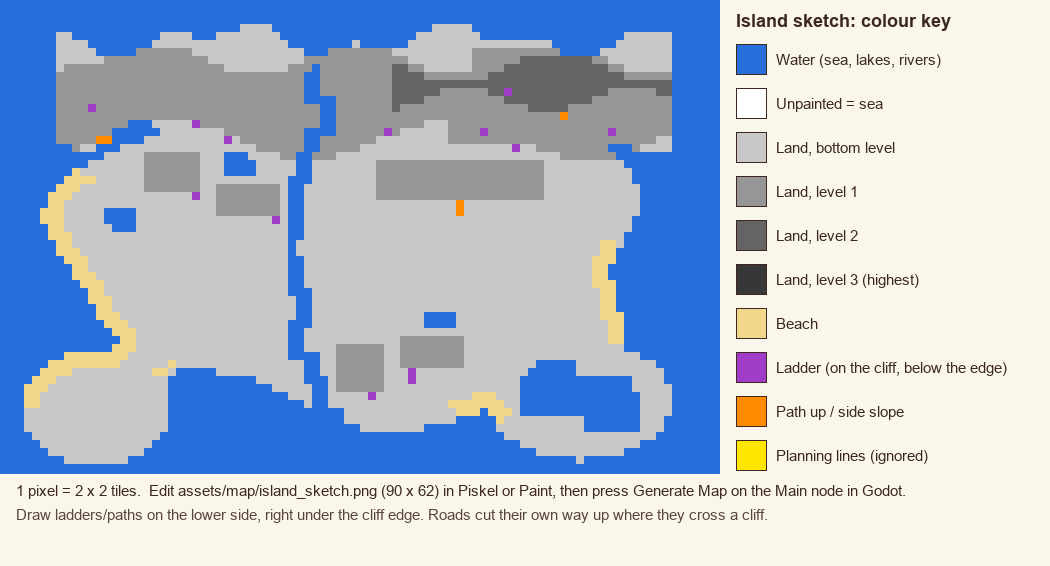 Island sketch: colour key
Water (sea, lakes, rivers)
Unpainted = sea
Land, bottom level
Land, level 1
Land, level 2
Land, level 3 (highest)
Beach
Ladder (on the cliff, below the edge)
Path up / side slope
Planning lines (ignored)
1 pixel = 2 x 2 tiles.  Edit assets/map/island_sketch.png (90 x 62) in Piskel or Paint, then press Generate Map on the Main node in Godot.
Draw ladders/paths on the lower side, right under the cliff edge. Roads cut their own way up where they cross a cliff.